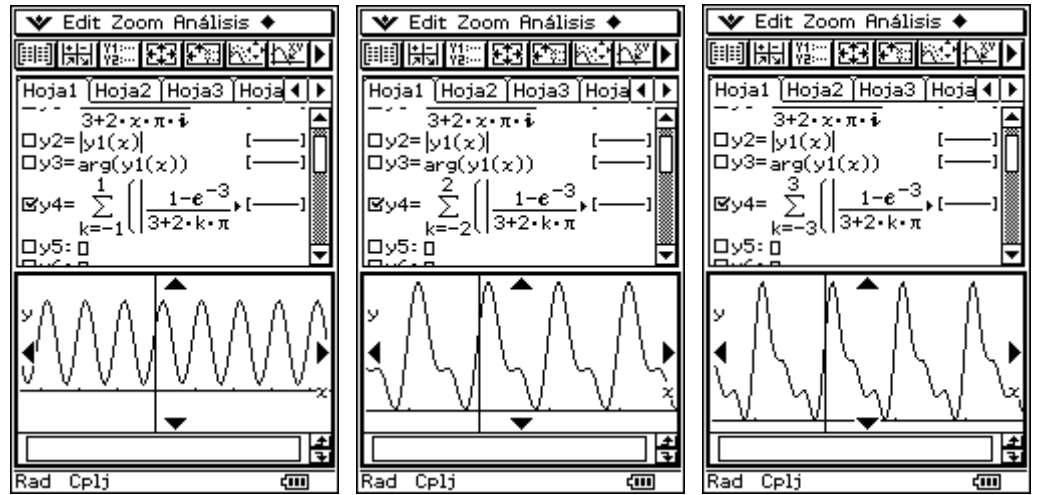 Edit Zoom Análisis
Hoja1 Hoja2 Hoja3 Hoja
3+2·x·π·i
y2=|y1(x)| [——]
y3=arg(y1(x)) [——]
1
1-e^-3
y4= Σ (| [——]
k=-1 3+2·k·π
y5:▯
y
x
Rad Cplj
Edit Zoom Análisis
Hoja1 Hoja2 Hoja3 Hoja
3+2·x·π·i
y2=|y1(x)| [——]
y3=arg(y1(x)) [——]
2
1-e^-3
y4= Σ (| [——]
k=-2 3+2·k·π
y5:▯
y
x
Rad Cplj
Edit Zoom Análisis
Hoja1 Hoja2 Hoja3 Hoja
3+2·x·π·i
y2=|y1(x)| [——]
y3=arg(y1(x)) [——]
3
1-e^-3
y4= Σ (| [——]
k=-3 3+2·k·π
y5:▯
y
x
Rad Cplj